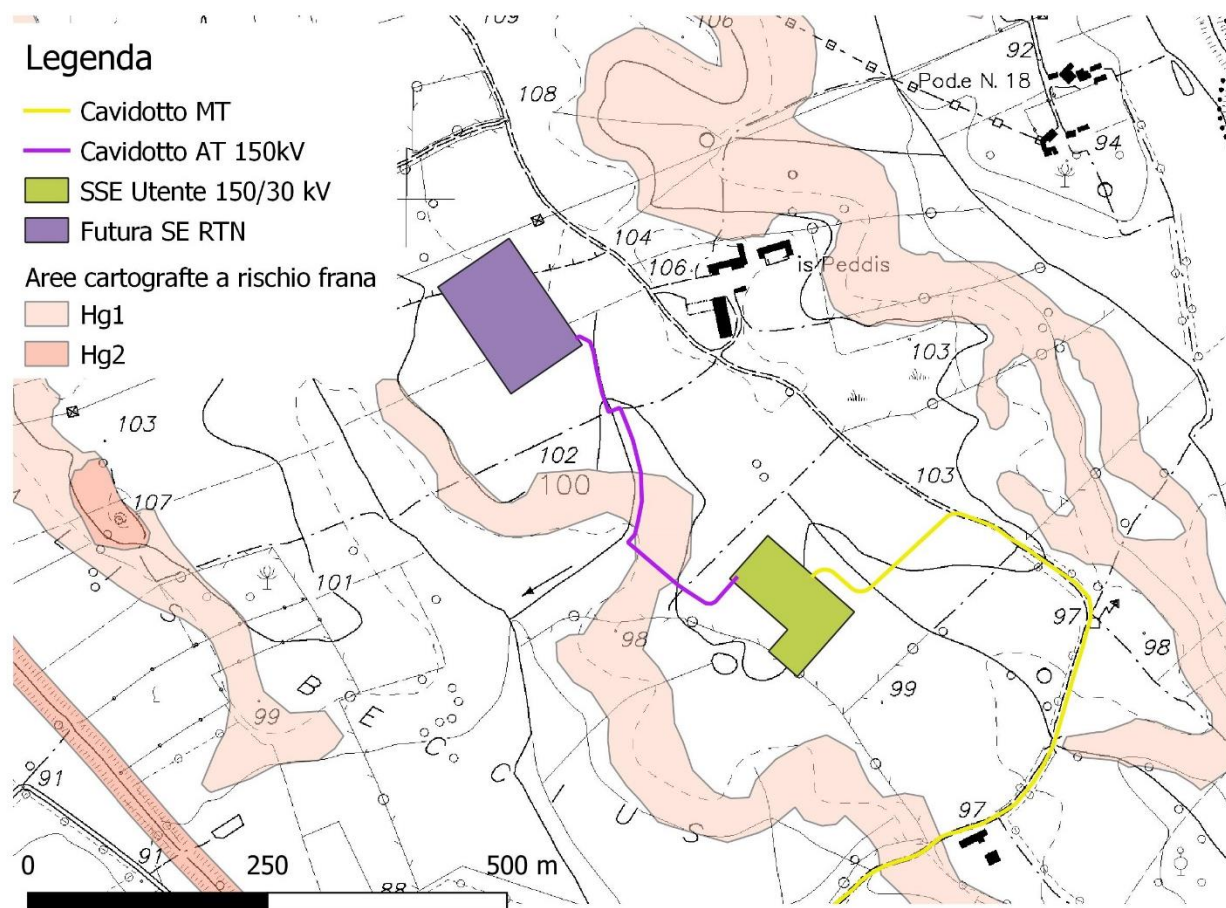 Legenda
Cavidotto MT
Cavidotto AT 150kV
SSE Utente 150/30 kV
Futura SE RTN
Aree cartografte a rischio frana
Hg1
Hg2
109
106
108
92
Pod.e N. 18
94
104
106
is Peddis
103
103
102
100
103
107
101
97
98
98
99
99
B E C C I U S
91
97
91
88
0 250 500 m